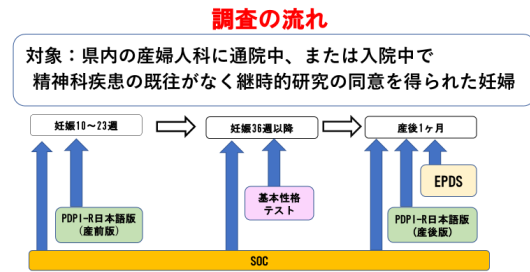 調査の流れ
対象：県内の産婦人科に通院中、または入院中で
精神科疾患の既往がなく継時的研究の同意を得られた妊婦
妊娠10～23週
妊娠36週以降
産後1ヶ月
EPDS
基本性格
テスト
PDPI-R日本語版
(産前版)
PDPI-R日本語版
(産後版)
SOC